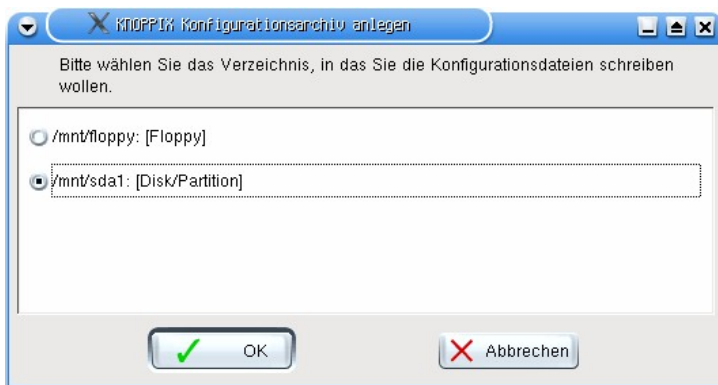 KNOPPIX Konfigurationsarchiv anlegen
Bitte wählen Sie das Verzeichnis, in das Sie die Konfigurationsdateien schreiben
wollen.
/mnt/floppy: [Floppy]
/mnt/sda1: [Disk/Partition]
OK
Abbrechen